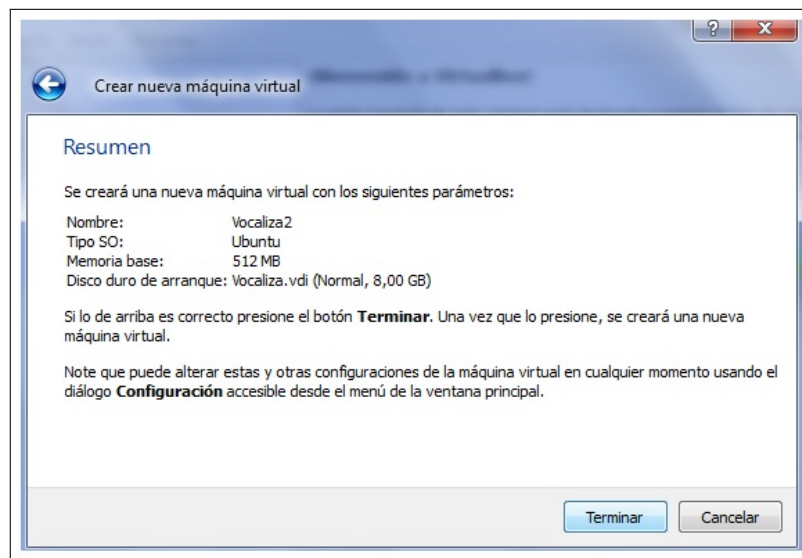 Crear nueva máquina virtual
Resumen
Se creará una nueva máquina virtual con los siguientes parámetros:
Nombre: Vocaliza2
Tipo SO: Ubuntu
Memoria base: 512 MB
Disco duro de arranque: Vocaliza.vdi (Normal, 8,00 GB)
Si lo de arriba es correcto presione el botón Terminar. Una vez que lo presione, se creará una nueva
máquina virtual.
Note que puede alterar estas y otras configuraciones de la máquina virtual en cualquier momento usando el
diálogo Configuración accesible desde el menú de la ventana principal.
Terminar Cancelar